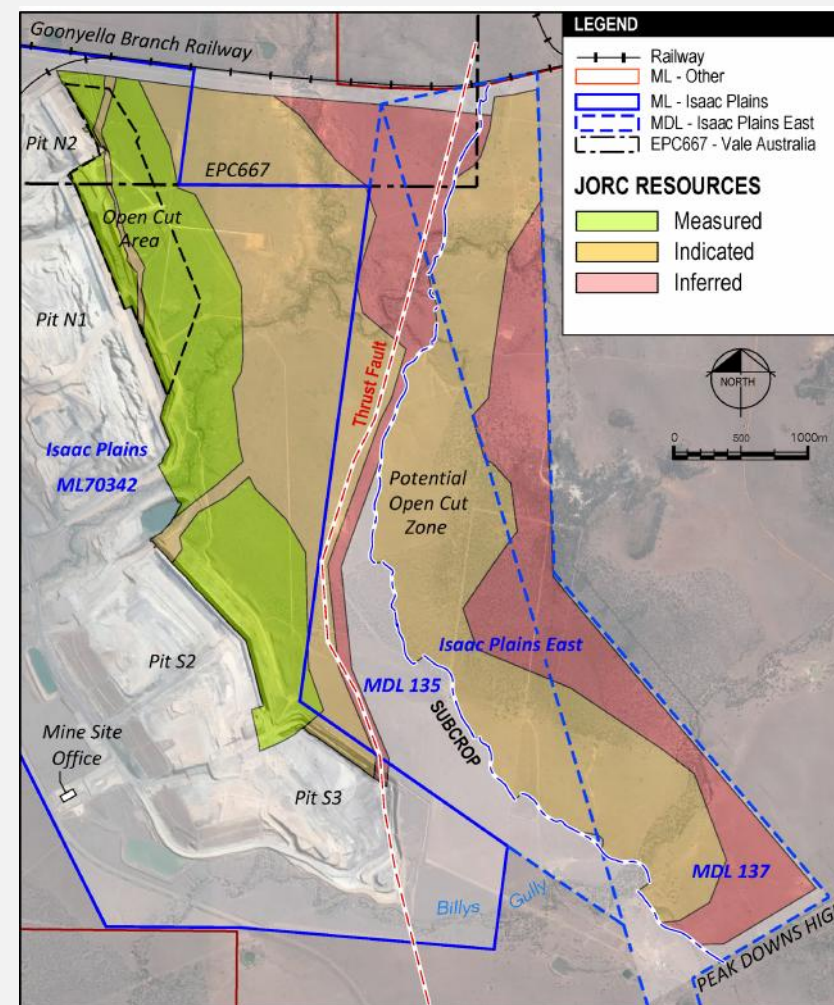 LEGEND
Railway
ML - Other
ML - Isaac Plains
MDL - Isaac Plains East
EPC667 - Vale Australia
JORC RESOURCES
Measured
Indicated
Inferred
NORTH
0 500 1000m
Goonyella Branch Railway
Pit N2
EPC667
Open Cut
Area
Pit N1
Thrust Fault
Isaac Plains
ML70342
Potential
Open Cut
Zone
Pit S2
Isaac Plains East
MDL 135
SUBCROP
Mine Site
Office
Pit S3
MDL 137
Billys Gully
PEAK DOWNS HIGH